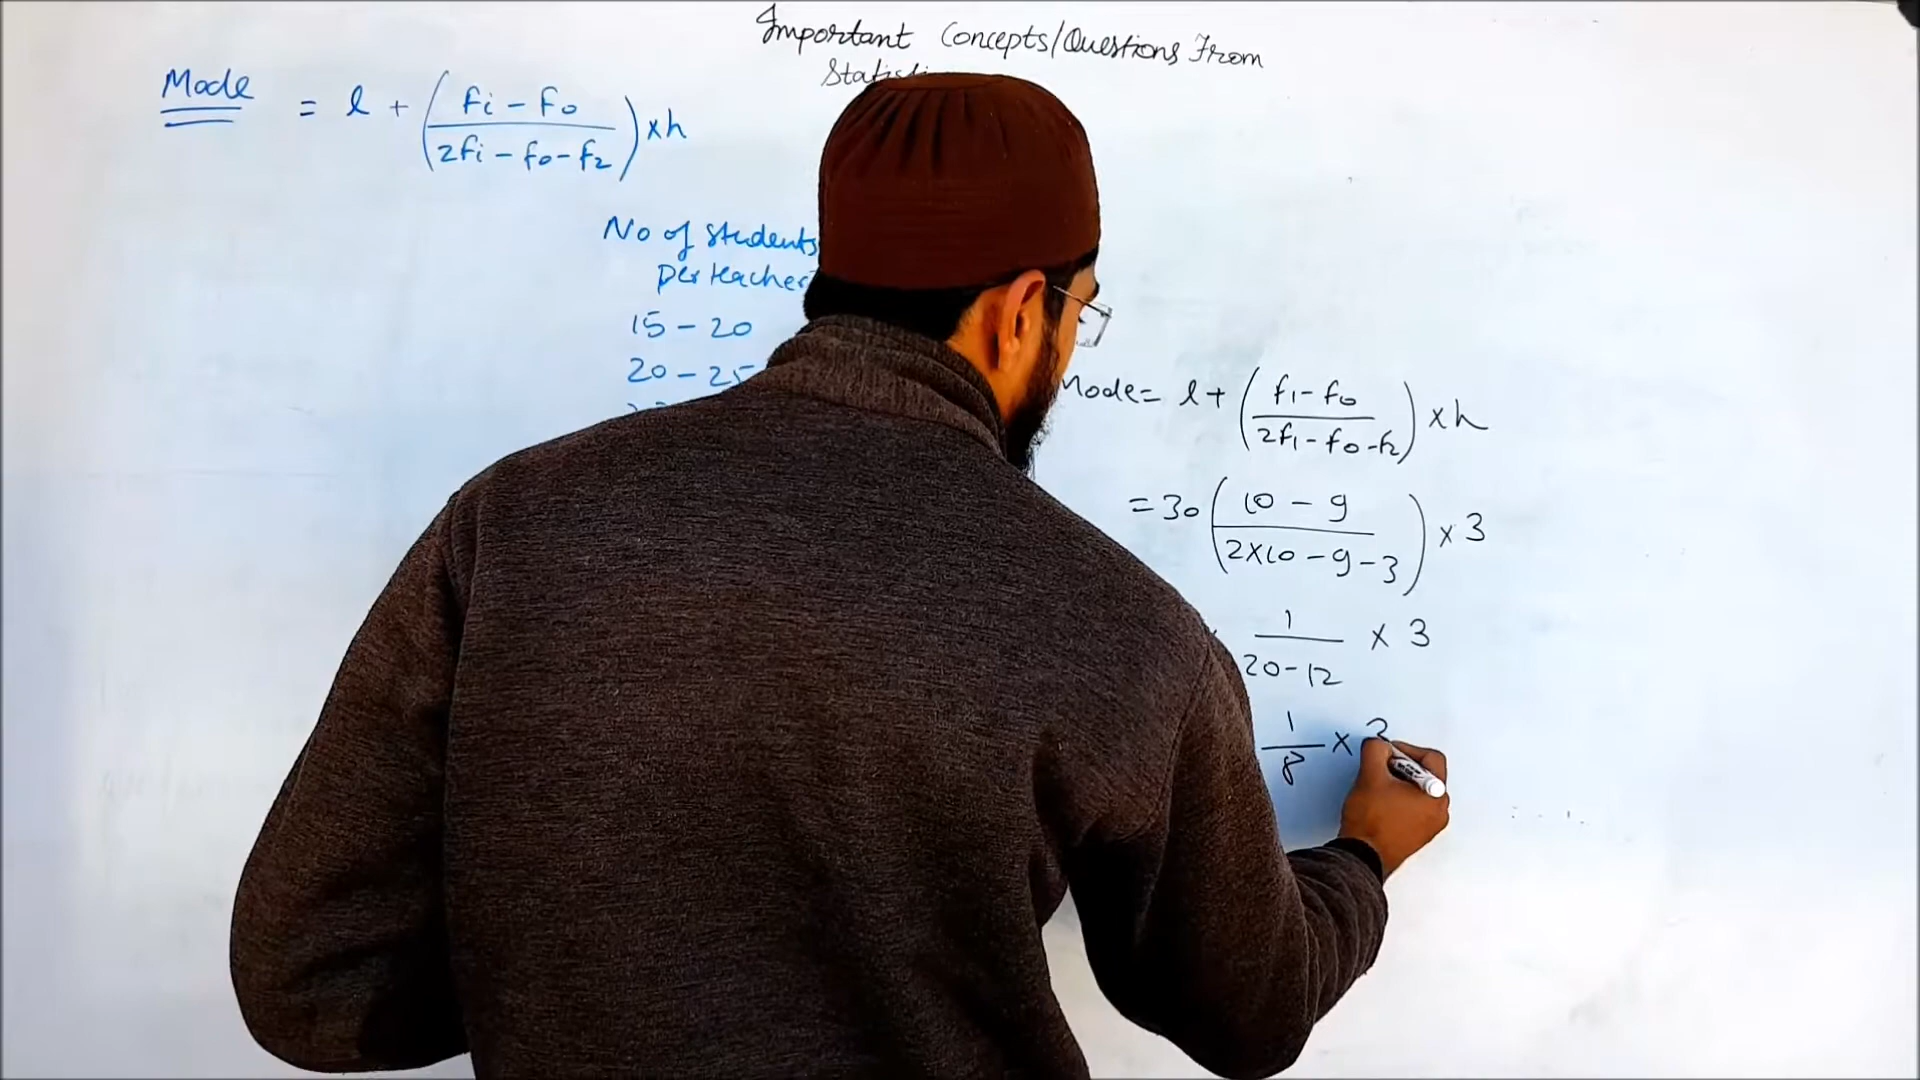 Important Concepts/Questions From
Mode = l + (fi - fo / 2fi - fo - f2) x h
No of students
per teacher
15 - 20
20 - 25
Mode = l + (f1 - fo / 2f1 - fo - f2) x h
= 30 (10 - 9 / 2x10 - 9 - 3) x 3
1 / 20 - 12 x 3
1 / 8 x 3